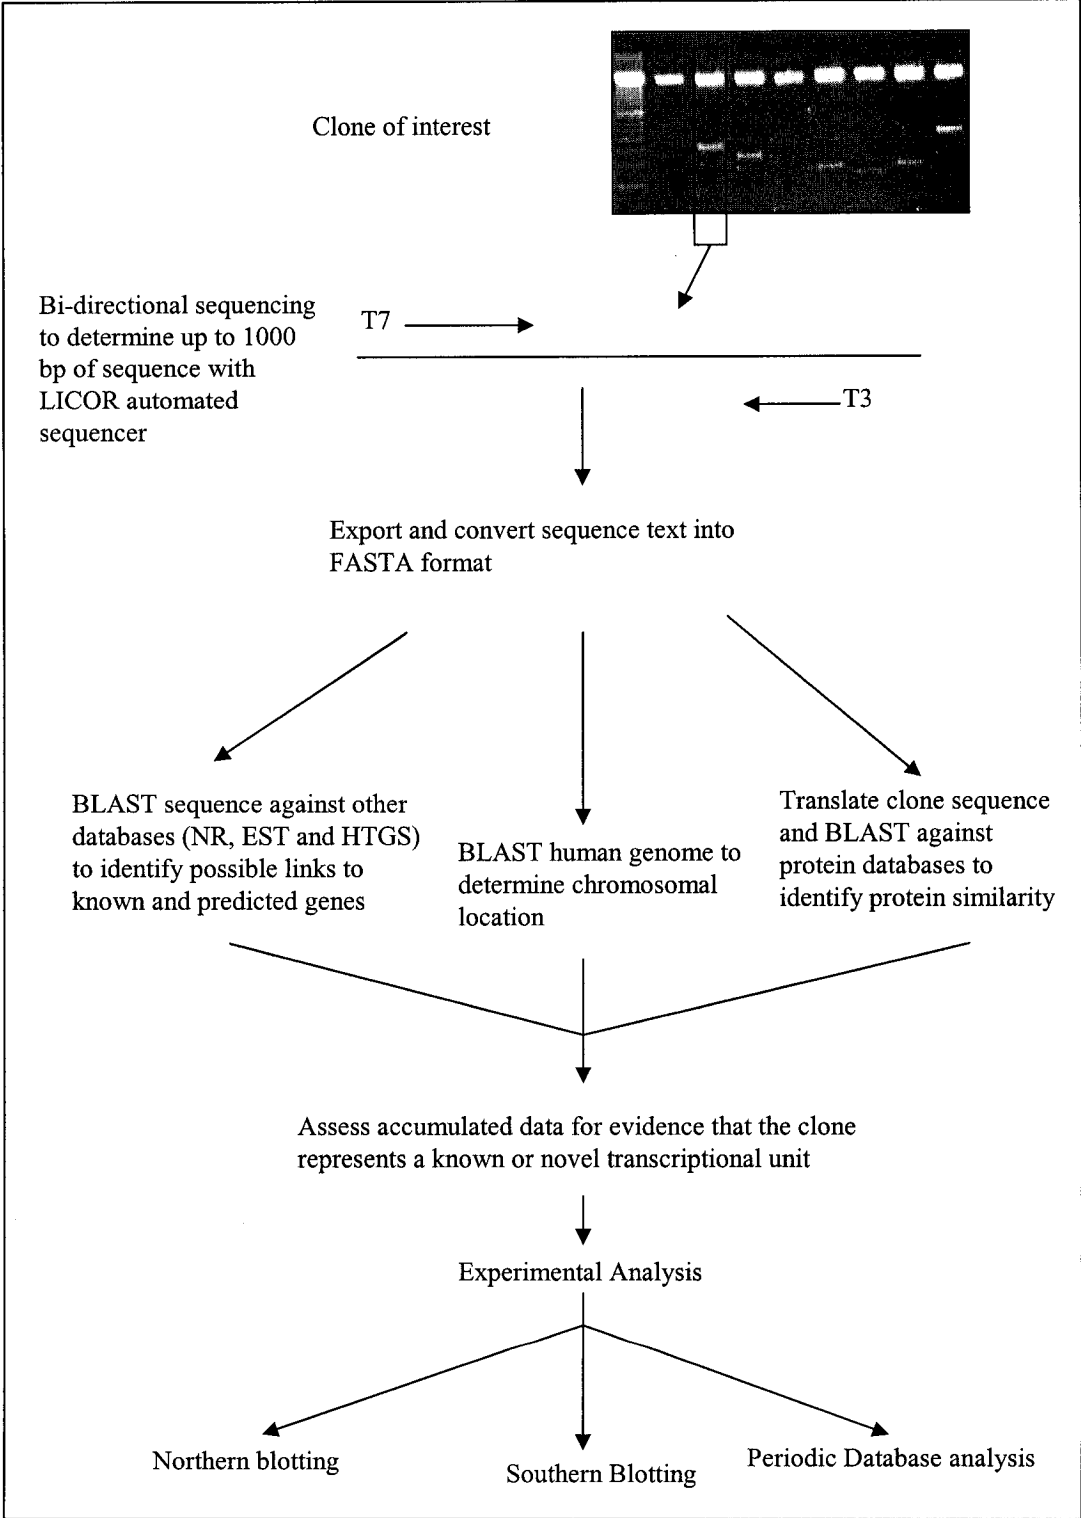 Clone of interest
Bi-directional sequencing
to determine up to 1000
bp of sequence with
LICOR automated
sequencer
T7
T3
Export and convert sequence text into
FASTA format
BLAST sequence against other
databases (NR, EST and HTGS)
to identify possible links to
known and predicted genes
BLAST human genome to
determine chromosomal
location
Translate clone sequence
and BLAST against
protein databases to
identify protein similarity
Assess accumulated data for evidence that the clone
represents a known or novel transcriptional unit
Experimental Analysis
Northern blotting
Southern Blotting
Periodic Database analysis